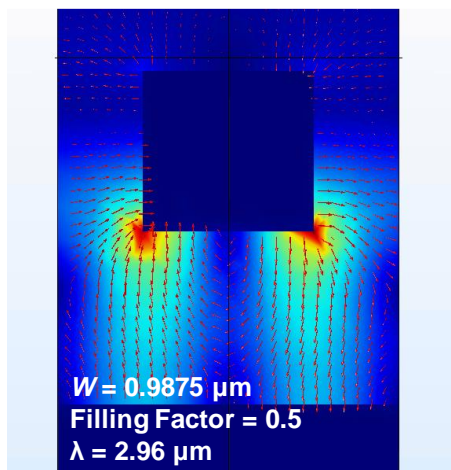 W = 0.9875 μm
Filling Factor = 0.5
λ = 2.96 μm